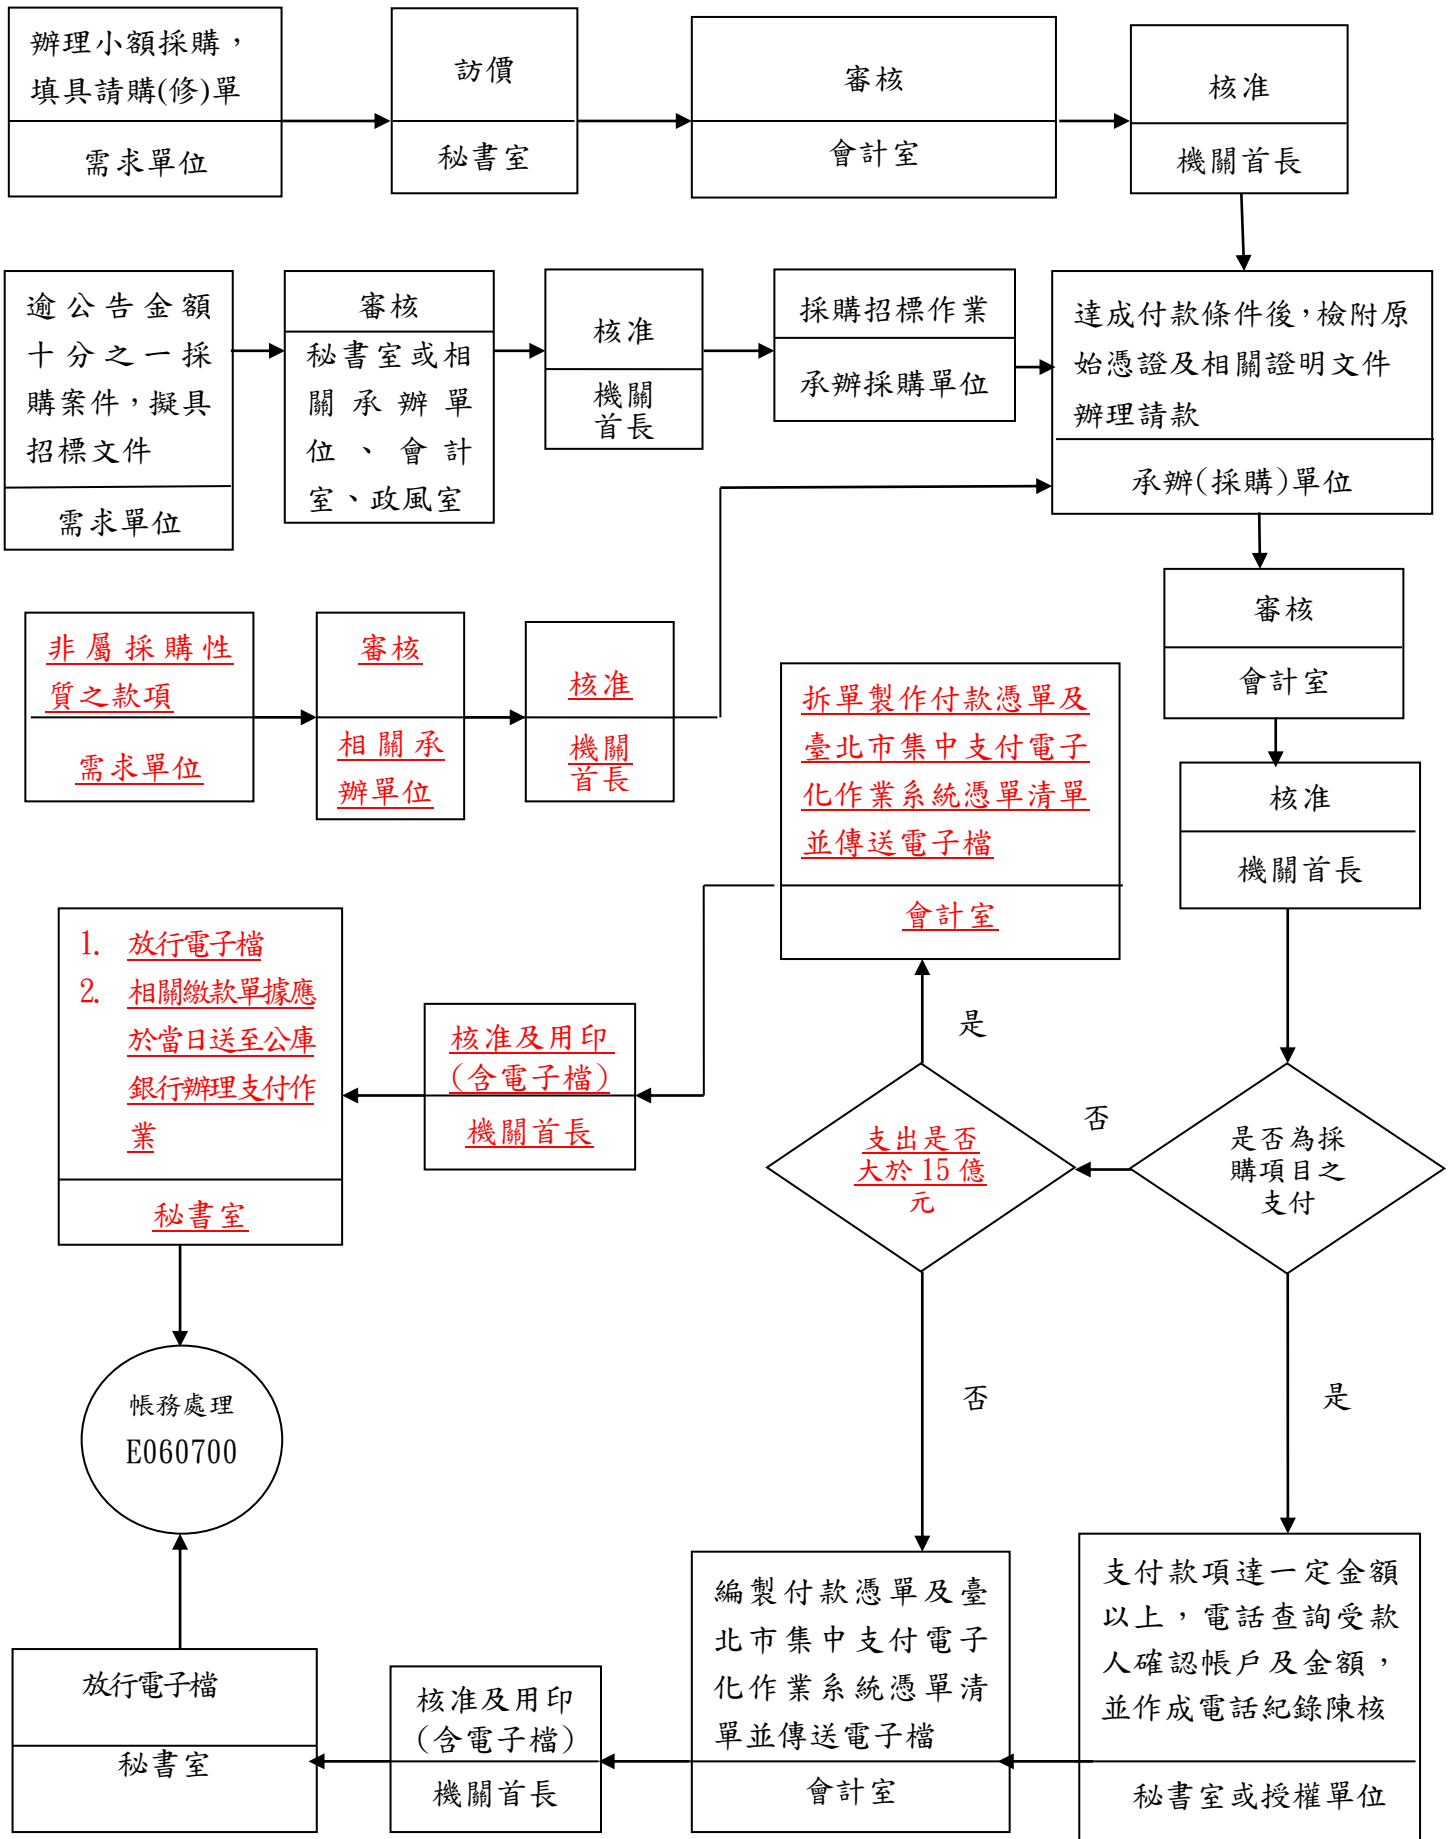 辦理小額採購，
填具請購(修)單
需求單位
訪價
秘書室
審核
會計室
核准
機關首長
逾公告金額
十分之一採
購案件，擬具
招標文件
需求單位
審核
秘書室或相
關承辦單
位、會計
室、政風室
核准
機關
首長
採購招標作業
承辦採購單位
達成付款條件後，檢附原
始憑證及相關證明文件
辦理請款
承辦(採購)單位
非屬採購性
質之款項
需求單位
審核
相關承
辦單位
核准
機關
首長
審核
會計室
核准
機關首長
拆單製作付款憑單及
臺北市集中支付電子
化作業系統憑單清單
並傳送電子檔
會計室
1. 放行電子檔
2. 相關繳款單據應
於當日送至公庫
銀行辦理支付作
業
秘書室
核准及用印
(含電子檔)
機關首長
是
支出是否
大於 15 億
元
否
是否為採
購項目之
支付
否
是
帳務處理
E060700
放行電子檔
秘書室
核准及用印
(含電子檔)
機關首長
編製付款憑單及臺
北市集中支付電子
化作業系統憑單清
單並傳送電子檔
會計室
支付款項達一定金額
以上，電話查詢受款
人確認帳戶及金額，
並作成電話紀錄陳核
秘書室或授權單位